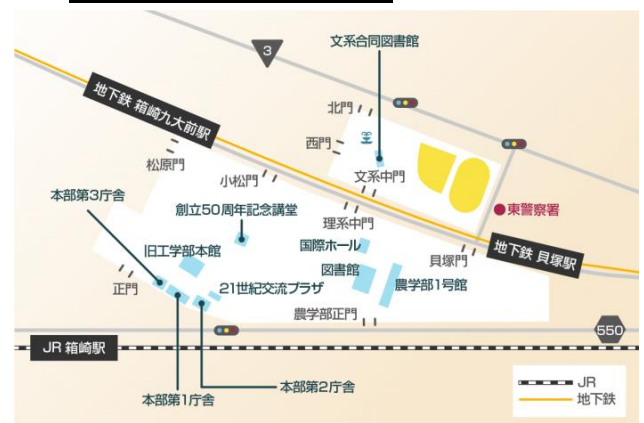 文系合同図書館
3
北門
地下鉄 箱崎九大前駅
西門
松原門
文系中門
小松門
本部第3庁舎
創立50周年記念講堂
理系中門
東警察署
国際ホール
貝塚門
地下鉄 貝塚駅
旧工学部本館
図書館
正門
21世紀交流プラザ
農学部1号館
農学部正門
550
JR 箱崎駅
本部第2庁舎
本部第1庁舎
JR
地下鉄